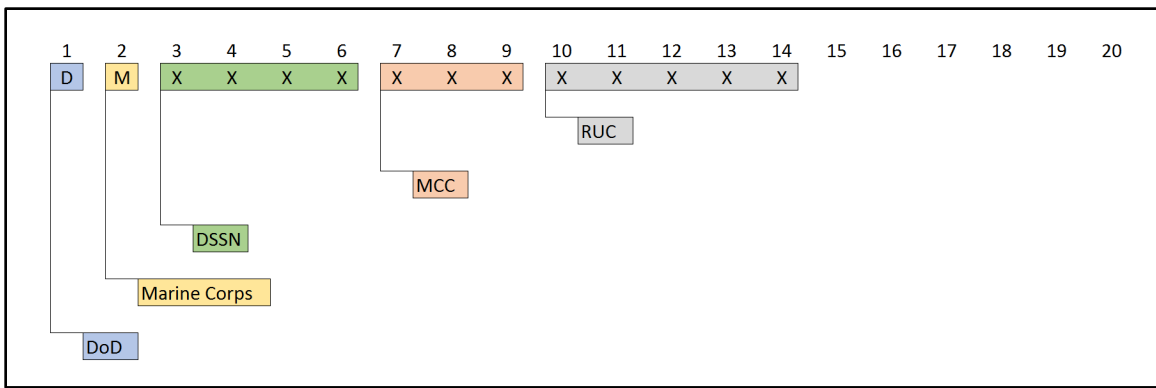 1 2 3 4 5 6 7 8 9 10 11 12 13 14 15 16 17 18 19 20
D M X X X X X X X X X X X X
RUC
MCC
DSSN
Marine Corps
DoD